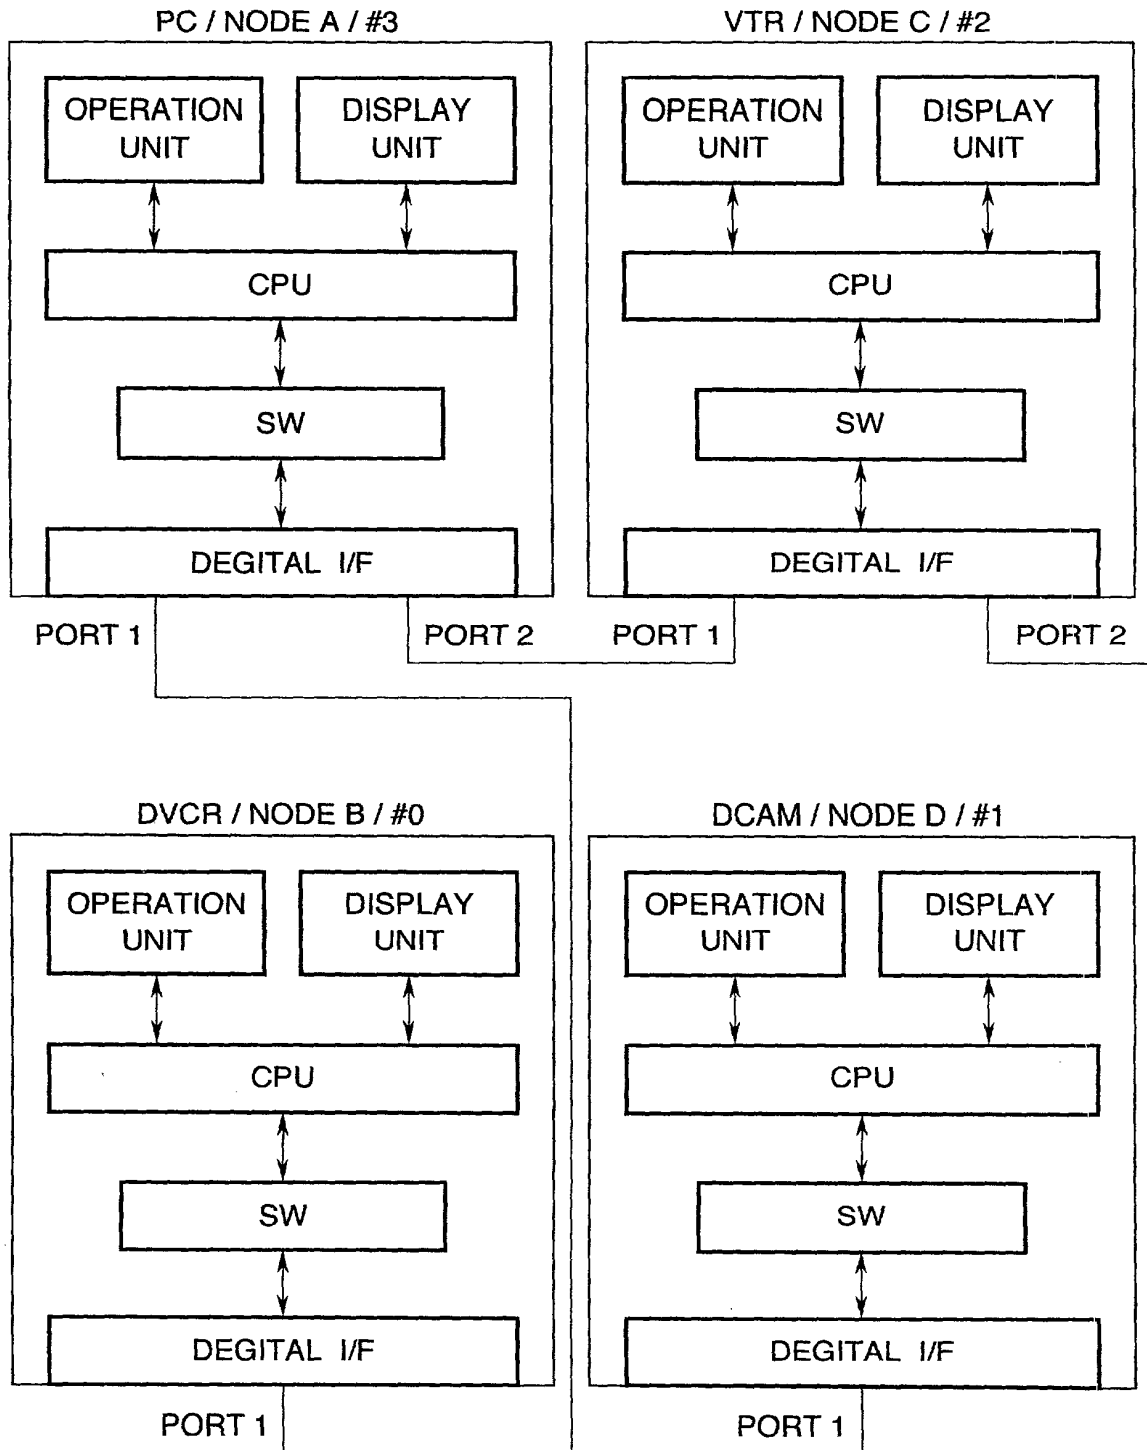 PC / NODE A / #3
VTR / NODE C / #2
OPERATION
UNIT
DISPLAY
UNIT
OPERATION
UNIT
DISPLAY
UNIT
CPU
CPU
SW
SW
DEGITAL I/F
DEGITAL I/F
PORT 1
PORT 2
PORT 1
PORT 2
DVCR / NODE B / #0
DCAM / NODE D / #1
OPERATION
UNIT
DISPLAY
UNIT
OPERATION
UNIT
DISPLAY
UNIT
CPU
CPU
SW
SW
DEGITAL I/F
DEGITAL I/F
PORT 1
PORT 1